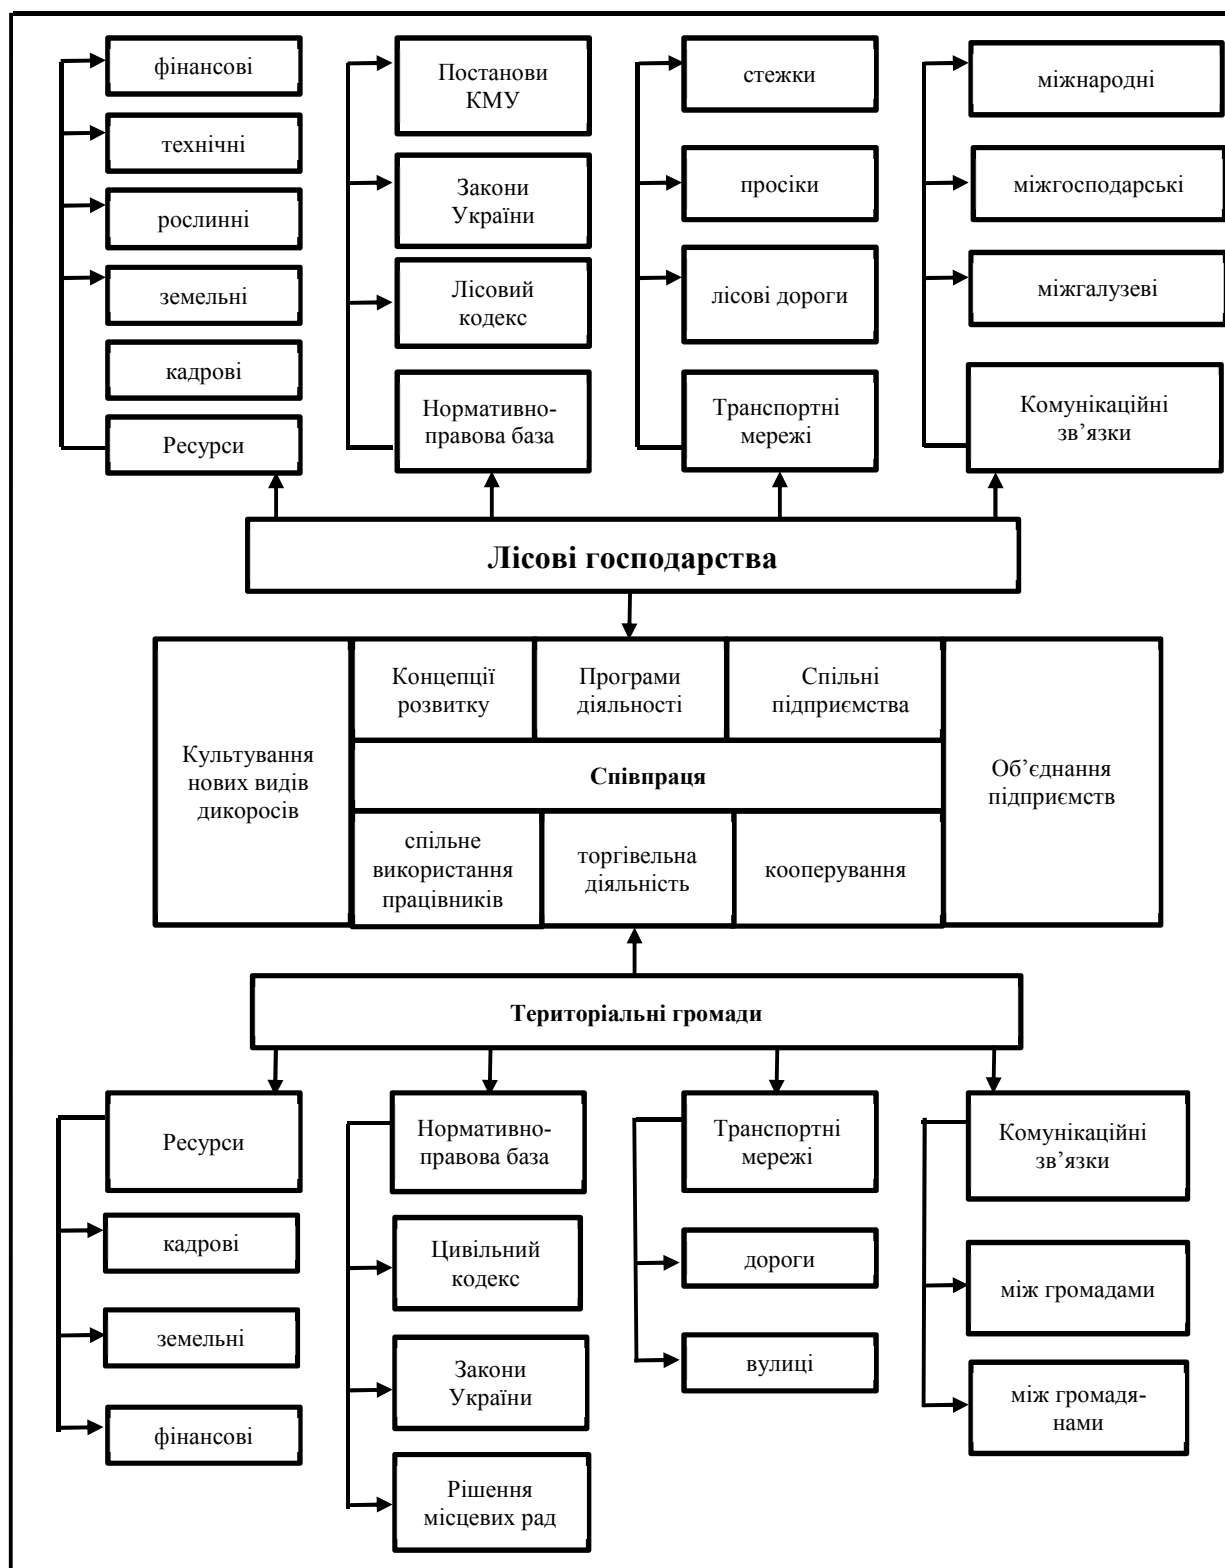 фінансові
технічні
рослинні
земельні
кадрові
Ресурси
Постанови
КМУ
Закони
України
Лісовий
кодекс
Нормативно-
правова база
стежки
просіки
лісові дороги
Транспортні
мережі
міжнародні
міжгосподарські
міжгалузеві
Комунікаційні
зв’язки
Лісові господарства
Культування
нових видів
дикоросів
Концепції
розвитку
Програми
діяльності
Спільні
підприємства
Співпраця
спільне
використання
працівників
торгівельна
діяльність
кооперування
Об’єднання
підприємств
Територіальні громади
Ресурси
кадрові
земельні
фінансові
Нормативно-
правова база
Цивільний
кодекс
Закони
України
Рішення
місцевих рад
Транспортні
мережі
дороги
вулиці
Комунікаційні
зв’язки
між громадами
між громадя-
нами